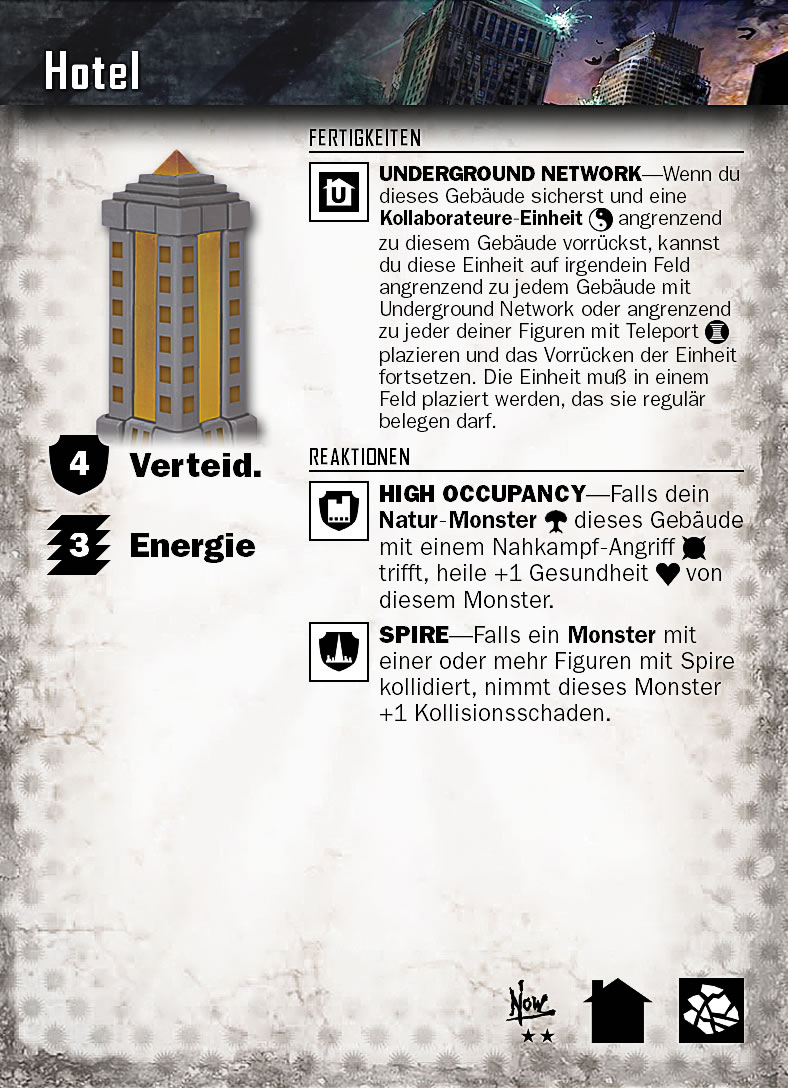 Hotel
FERTIGKEITEN
U
UNDERGROUND NETWORK—Wenn du
dieses Gebäude sicherst und eine
Kollaborateure-Einheit angrenzend
zu diesem Gebäude vorrückst, kannst
du diese Einheit auf irgendein Feld
angrenzend zu jedem Gebäude mit
Underground Network oder angrenzend
zu jeder deiner Figuren mit Teleport
plazieren und das Vorrücken der Einheit
fortsetzen. Die Einheit muß in einem
Feld plaziert werden, das sie regulär
belegen darf.
4 Verteid.
3 Energie
REAKTIONEN
HIGH OCCUPANCY—Falls dein
Natur-Monster dieses Gebäude
mit einem Nahkampf-Angriff
trifft, heile +1 Gesundheit von
diesem Monster.
SPIRE—Falls ein Monster mit
einer oder mehr Figuren mit Spire
kollidiert, nimmt dieses Monster
+1 Kollisionsschaden.
Now